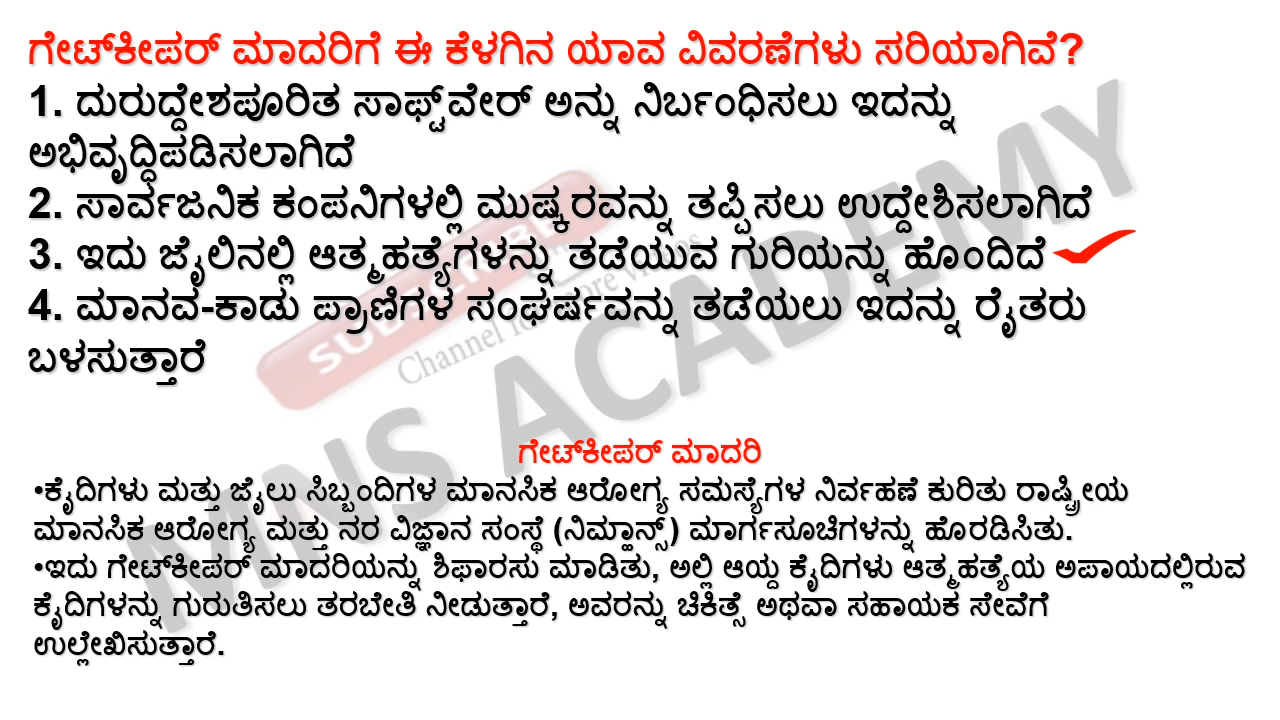 ಗೇಟ್‌ಕೀಪರ್ ಮಾದರಿಗೆ ಈ ಕೆಳಗಿನ ಯಾವ ವಿವರಣೆಗಳು ಸರಿಯಾಗಿವೆ?
1. ದುರುದ್ದೇಶಪೂರಿತ ಸಾಫ್ಟ್‌ವೇರ್ ಅನ್ನು ನಿರ್ಬಂಧಿಸಲು ಇದನ್ನು
ಅಭಿವೃದ್ಧಿಪಡಿಸಲಾಗಿದೆ
2. ಸಾರ್ವಜನಿಕ ಕಂಪನಿಗಳಲ್ಲಿ ಮುಷ್ಕರವನ್ನು ತಪ್ಪಿಸಲು ಉದ್ದೇಶಿಸಲಾಗಿದೆ
3. ಇದು ಜೈಲಿನಲ್ಲಿ ಆತ್ಮಹತ್ಯೆಗಳನ್ನು ತಡೆಯುವ ಗುರಿಯನ್ನು ಹೊಂದಿದೆ
4. ಮಾನವ-ಕಾಡು ಪ್ರಾಣಿಗಳ ಸಂಘರ್ಷವನ್ನು ತಡೆಯಲು ಇದನ್ನು ರೈತರು
ಬಳಸುತ್ತಾರೆ
SUBSCRIBE
Channel for more videos
MNS ACADEMY
ಗೇಟ್‌ಕೀಪರ್ ಮಾದರಿ
•ಕೈದಿಗಳು ಮತ್ತು ಜೈಲು ಸಿಬ್ಬಂದಿಗಳ ಮಾನಸಿಕ ಆರೋಗ್ಯ ಸಮಸ್ಯೆಗಳ ನಿರ್ವಹಣೆ ಕುರಿತು ರಾಷ್ಟ್ರೀಯ
ಮಾನಸಿಕ ಆರೋಗ್ಯ ಮತ್ತು ನರ ವಿಜ್ಞಾನ ಸಂಸ್ಥೆ (ನಿಮ್ಹಾನ್ಸ್) ಮಾರ್ಗಸೂಚಿಗಳನ್ನು ಹೊರಡಿಸಿತು.
•ಇದು ಗೇಟ್‌ಕೀಪರ್ ಮಾದರಿಯನ್ನು ಶಿಫಾರಸು ಮಾಡಿತು, ಅಲ್ಲಿ ಆಯ್ದ ಕೈದಿಗಳು ಆತ್ಮಹತ್ಯೆಯ ಅಪಾಯದಲ್ಲಿರುವ
ಕೈದಿಗಳನ್ನು ಗುರುತಿಸಲು ತರಬೇತಿ ನೀಡುತ್ತಾರೆ, ಅವರನ್ನು ಚಿಕಿತ್ಸೆ ಅಥವಾ ಸಹಾಯಕ ಸೇವೆಗೆ
ಉಲ್ಲೇಖಿಸುತ್ತಾರೆ.